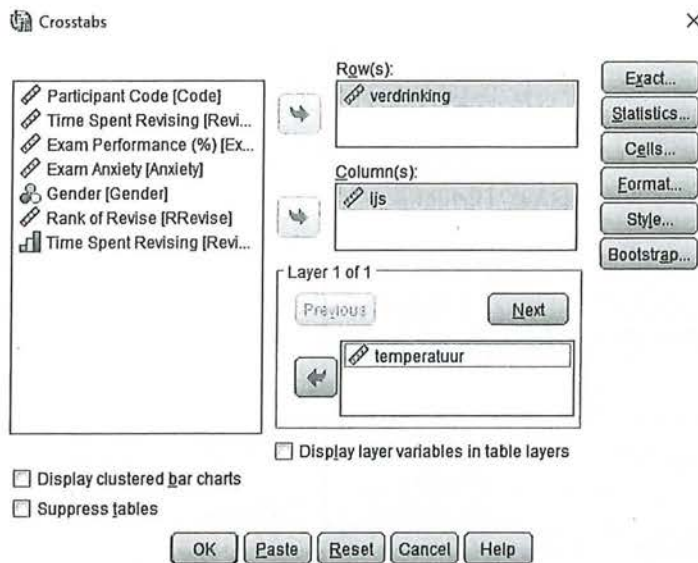 Crosstabs
Participant Code [Code]
Time Spent Revising [Revi...
Exam Performance (%) [Ex...
Exam Anxiety [Anxiety]
Gender [Gender]
Rank of Revise [RRevise]
Time Spent Revising [Revi...
Row(s):
verdrinking
Column(s):
Ijs
Layer 1 of 1
Previous
Next
temperatuur
Display layer variables in table layers
Exact...
Statistics...
Cells...
Format...
Style...
Bootstrap...
Display clustered bar charts
Suppress tables
OK
Paste
Reset
Cancel
Help